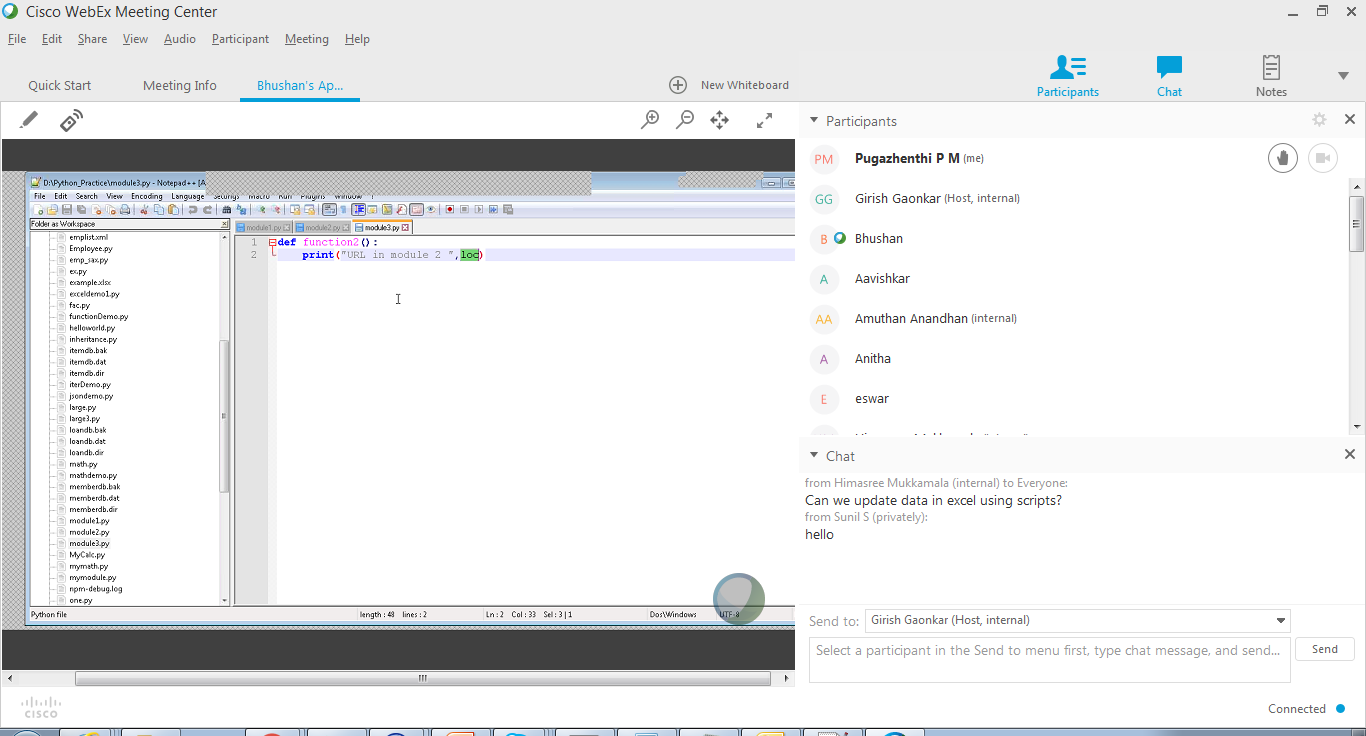 Cisco WebEx Meeting Center
File Edit Share View Audio Participant Meeting Help
Quick Start Meeting Info Bhushan's Ap... New Whiteboard
Participants Chat Notes
D:\Python_Practice\module3.py - Notepad++ [A
File Edit Search View Encoding Language Settings Macro Run Plugins Window ?
Folder as Workspace
module1.py module2.py module3.py
emplist.xml
Employee.py
emp_sax.py
ex.py
example.xlsx
exceldemo1.py
fac.py
functionDemo.py
helloworld.py
inheritance.py
itemdb.bak
itemdb.dat
itemdb.dir
iterDemo.py
jsondemo.py
large.py
large3.py
loandb.bak
loandb.dat
loandb.dir
math.py
mathdemo.py
memberdb.bak
memberdb.dat
memberdb.dir
module1.py
module2.py
module3.py
MyCalc.py
mymath.py
mymodule.py
npm-debug.log
one.py
1 def function2():
2 print("URL in module 2 ",loc)
Python file length : 48 lines : 2 Ln : 2 Col : 33 Sel : 3 | 1 Dos\Windows UTF-8
Participants
PM Pugazhenthi P M (me)
GG Girish Gaonkar (Host, internal)
B Bhushan
A Aavishkar
AA Amuthan Anandhan (internal)
A Anitha
E eswar
Chat
from Himasree Mukkamala (internal) to Everyone:
Can we update data in excel using scripts?
from Sunil S (privately):
hello
Send to: Girish Gaonkar (Host, internal)
Select a participant in the Send to menu first, type chat message, and send...
Send
CISCO
Connected